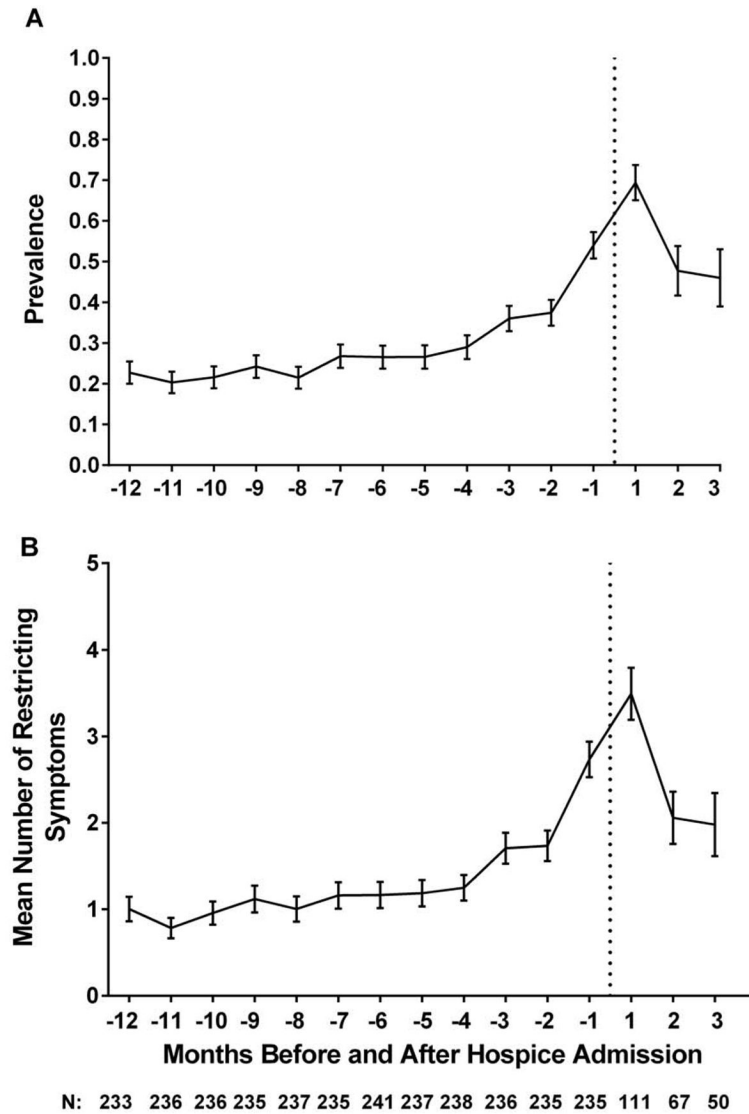 A
1.0
0.9
0.8
0.7
0.6
0.5
0.4
0.3
0.2
0.1
0.0
Prevalence
-12 -11 -10 -9 -8 -7 -6 -5 -4 -3 -2 -1 1 2 3
B
5
4
3
2
1
0
Mean Number of Restricting
Symptoms
-12 -11 -10 -9 -8 -7 -6 -5 -4 -3 -2 -1 1 2 3
Months Before and After Hospice Admission
N: 233 236 236 235 237 235 241 237 238 236 235 235 111 67 50